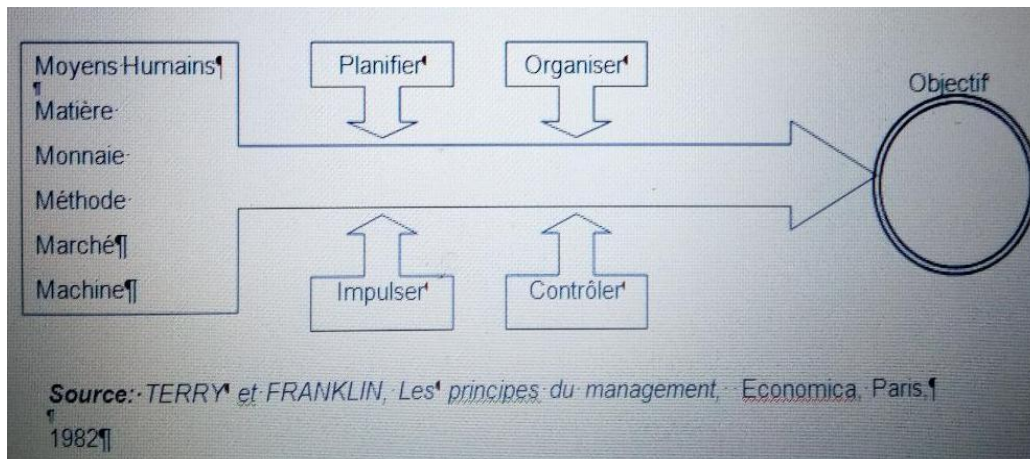 Moyens Humains¶
¶
Matière
Monnaie
Méthode
Marché¶
Machine¶
Planifier
Organiser
Objectif
Impulser
Contrôler
Source: TERRY et FRANKLIN, Les principes du management, Economica, Paris,¶
¶
1982¶